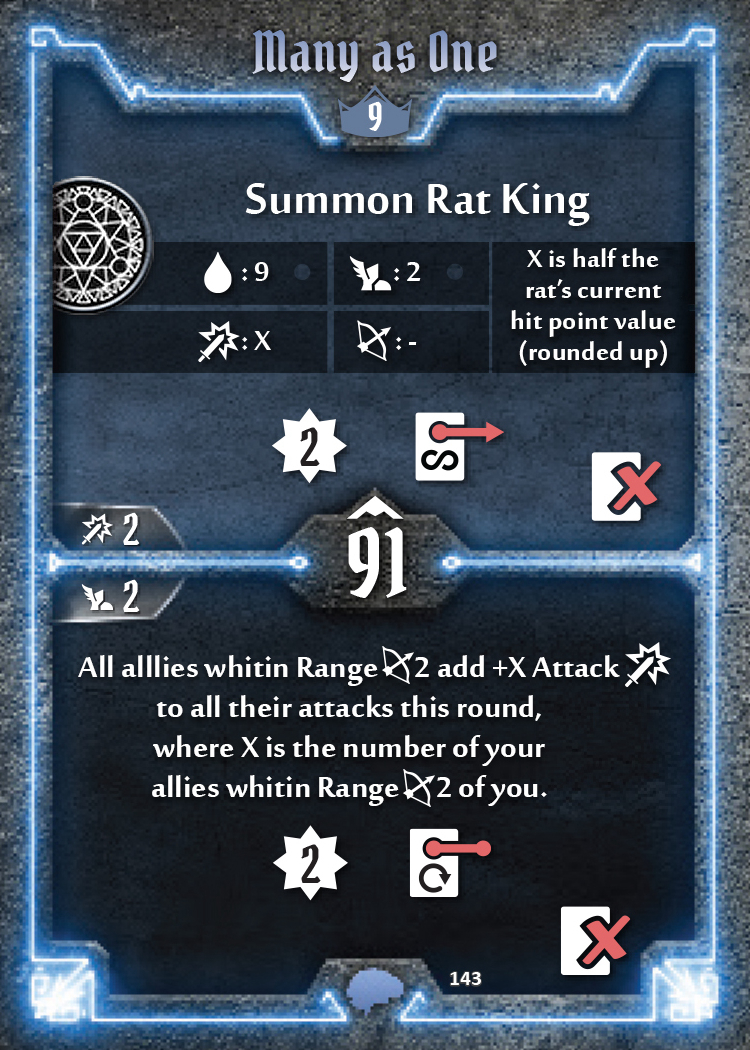 Many as One
9
Summon Rat King
: 9
: 2
X is half the
rat's current
hit point value
(rounded up)
: X
: -
2
2
91
2
All alllies whitin Range 2 add +X Attack
to all their attacks this round,
where X is the number of your
allies whitin Range 2 of you.
2
143